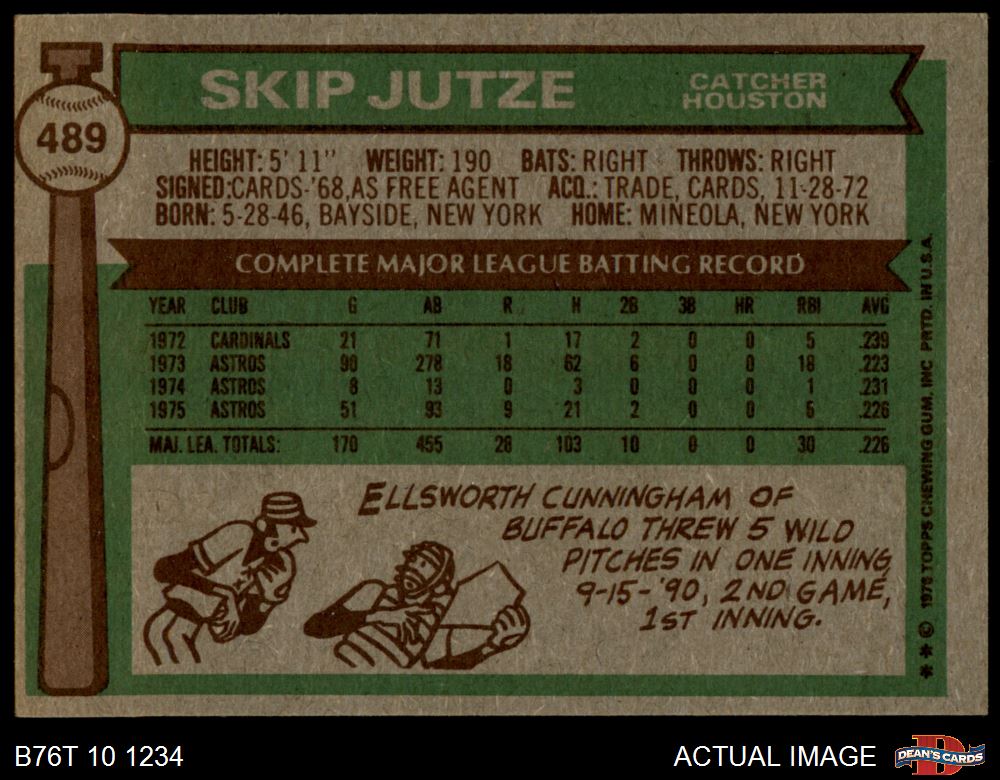 489
SKIP JUTZE
CATCHER
HOUSTON
HEIGHT: 5' 11" WEIGHT: 190 BATS: RIGHT THROWS: RIGHT
SIGNED: CARDS-'68, AS FREE AGENT ACQ.: TRADE, CARDS, 11-28-72
BORN: 5-28-46, BAYSIDE, NEW YORK HOME: MINEOLA, NEW YORK
COMPLETE MAJOR LEAGUE BATTING RECORD
YEAR CLUB G AB R H 2B 3B HR RBI AVG
1972 CARDINALS 21 71 1 17 2 0 0 5 .239
1973 ASTROS 90 278 18 62 6 0 0 18 .223
1974 ASTROS 8 13 0 3 0 0 0 1 .231
1975 ASTROS 51 93 9 21 2 0 0 6 .226
MAJ. LEA. TOTALS: 170 455 28 103 10 0 0 30 .226
ELLSWORTH CUNNINGHAM OF
BUFFALO THREW 5 WILD
PITCHES IN ONE INNING,
9-15-'90, 2ND GAME,
1ST INNING.
* * © 1976 TOPPS CHEWING GUM, INC PRTD. IN U.S.A.
B76T 10 1234
ACTUAL IMAGE
DEAN'S CARDS